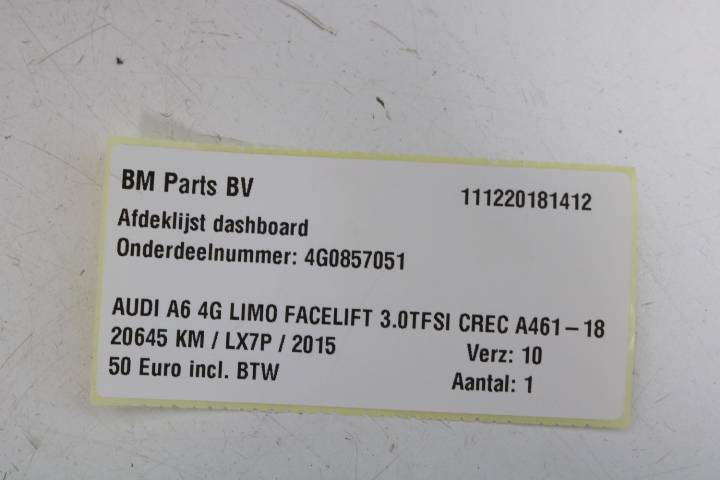 BM Parts BV 111220181412
Afdeklijst dashboard
Onderdeelnummer: 4G0857051
AUDI A6 4G LIMO FACELIFT 3.0TFSI CREC A461-18
20645 KM / LX7P / 2015 Verz: 10
50 Euro incl. BTW Aantal: 1